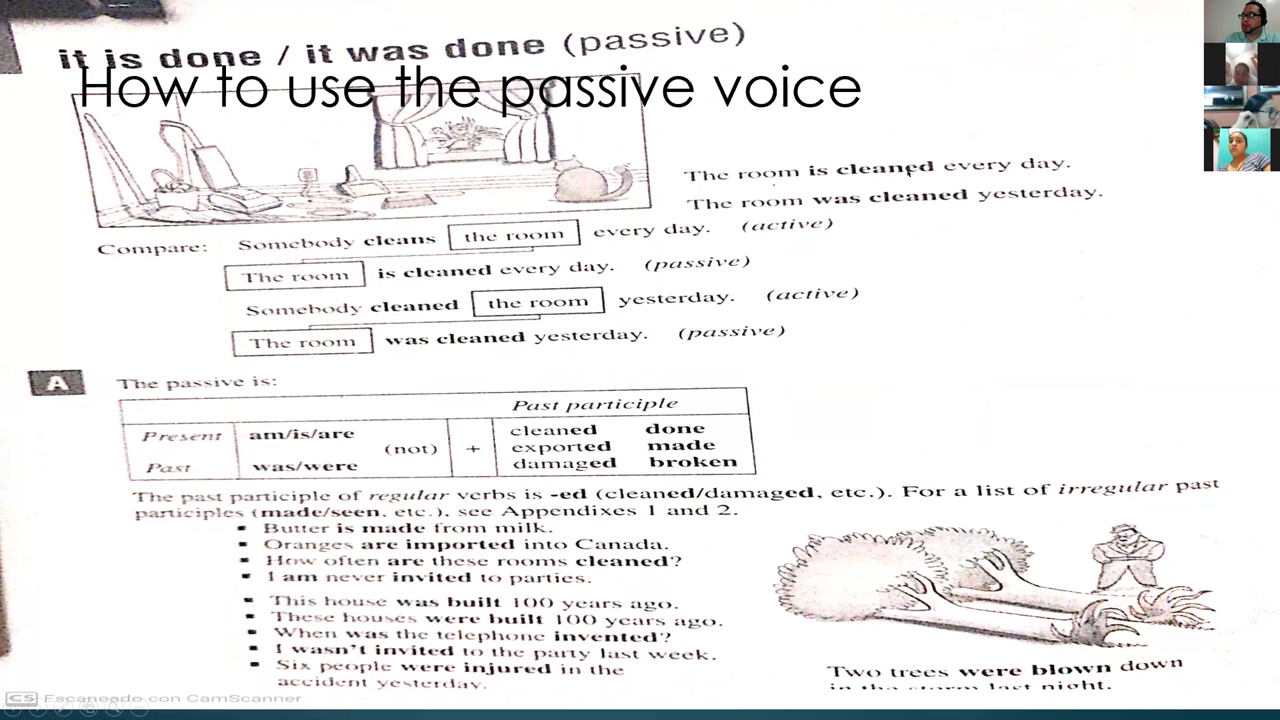 it is done / it was done (passive)
How to use the passive voice
The room is cleaned every day.
The room was cleaned yesterday.
Compare: Somebody cleans the room every day. (active)
The room is cleaned every day. (passive)
Somebody cleaned the room yesterday. (active)
The room was cleaned yesterday. (passive)
A The passive is:
Past participle
Present am/is/are (not) + cleaned done
exported made
Past was/were damaged broken
The past participle of regular verbs is -ed (cleaned/damaged, etc.). For a list of irregular past
participles (made/seen, etc.), see Appendixes 1 and 2.
▪ Butter is made from milk.
▪ Oranges are imported into Canada.
▪ How often are these rooms cleaned?
▪ I am never invited to parties.
▪ This house was built 100 years ago.
▪ These houses were built 100 years ago.
▪ When was the telephone invented?
▪ I wasn't invited to the party last week.
▪ Six people were injured in the
accident yesterday.
Two trees were blown down
in the storm last night.
CS Escaneado con CamScanner